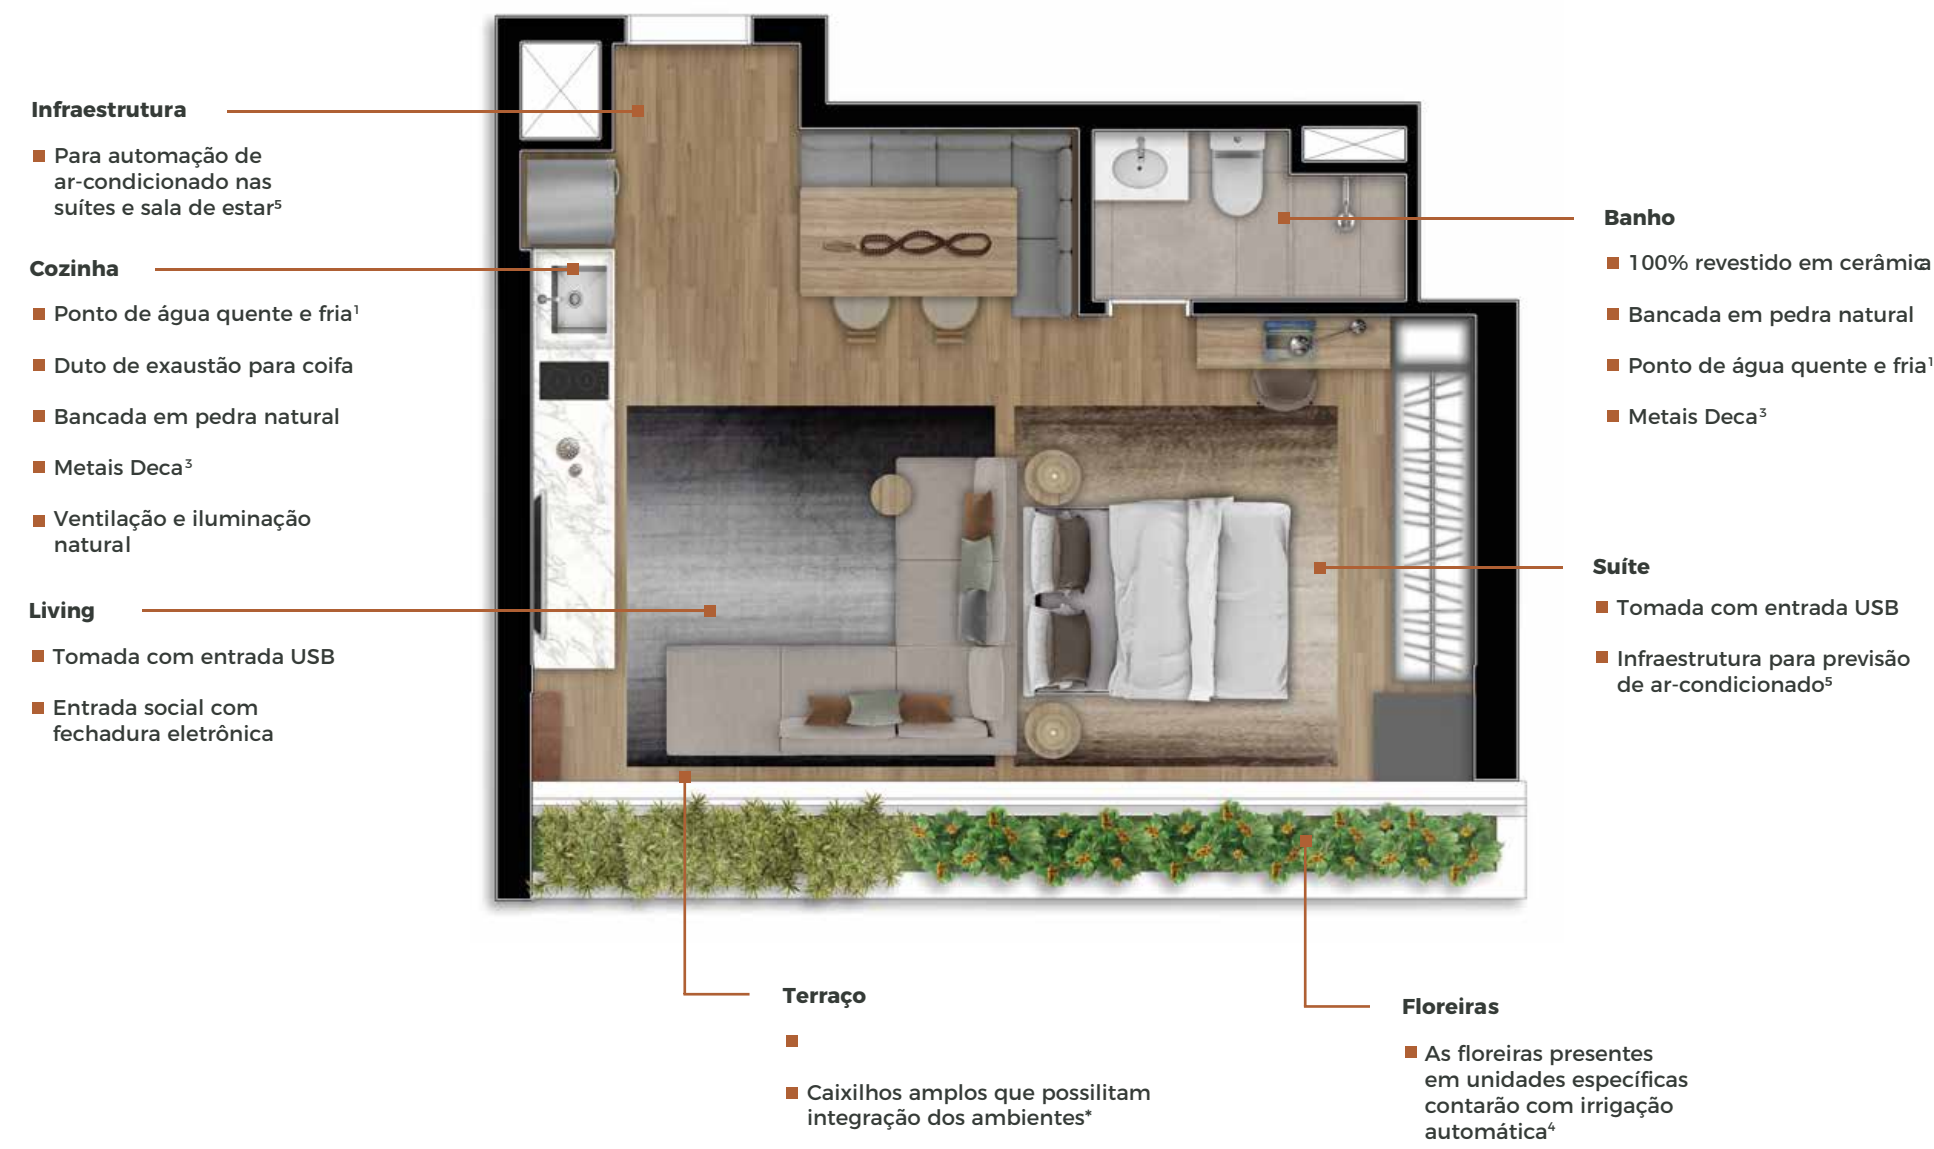 Infraestrutura
Para automação de
ar-condicionado nas
suítes e sala de estar⁵
Cozinha
Ponto de água quente e fria¹
Duto de exaustão para coifa
Bancada em pedra natural
Metais Deca³
Ventilação e iluminação
natural
Living
Tomada com entrada USB
Entrada social com
fechadura eletrônica
Banho
100% revestido em cerâmica
Bancada em pedra natural
Ponto de água quente e fria¹
Metais Deca³
Suíte
Tomada com entrada USB
Infraestrutura para previsão
de ar-condicionado⁵
Terraço
Caixilhos amplos que possilitam
integração dos ambientes*
Floreiras
As floreiras presentes
em unidades específicas
contarão com irrigação
automática⁴